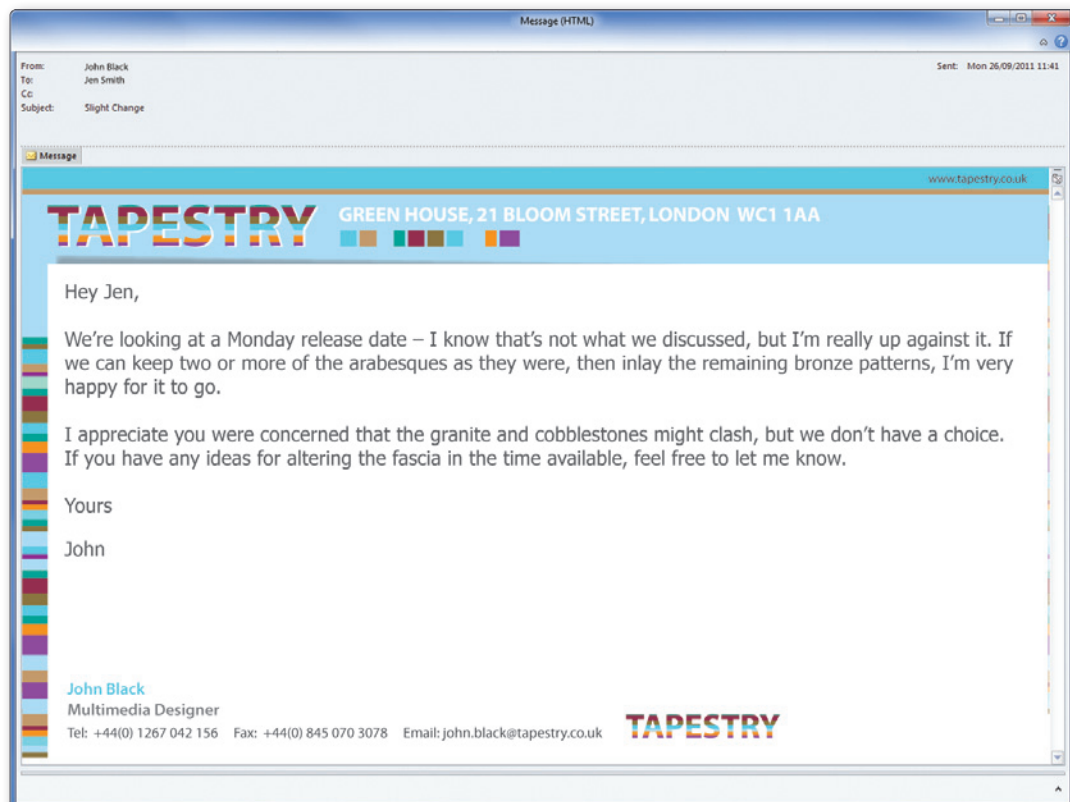 Message (HTML)
From: John Black
Sent: Mon 26/09/2011 11:41
To: Jen Smith
Cc:
Subject: Slight Change
Message
www.tapestry.co.uk
TAPESTRY
GREEN HOUSE, 21 BLOOM STREET, LONDON WC1 1AA
Hey Jen,
We're looking at a Monday release date – I know that's not what we discussed, but I'm really up against it. If
we can keep two or more of the arabesques as they were, then inlay the remaining bronze patterns, I'm very
happy for it to go.
I appreciate you were concerned that the granite and cobblestones might clash, but we don't have a choice.
If you have any ideas for altering the fascia in the time available, feel free to let me know.
Yours
John
John Black
Multimedia Designer
Tel: +44(0) 1267 042 156 Fax: +44(0) 845 070 3078 Email: john.black@tapestry.co.uk
TAPESTRY